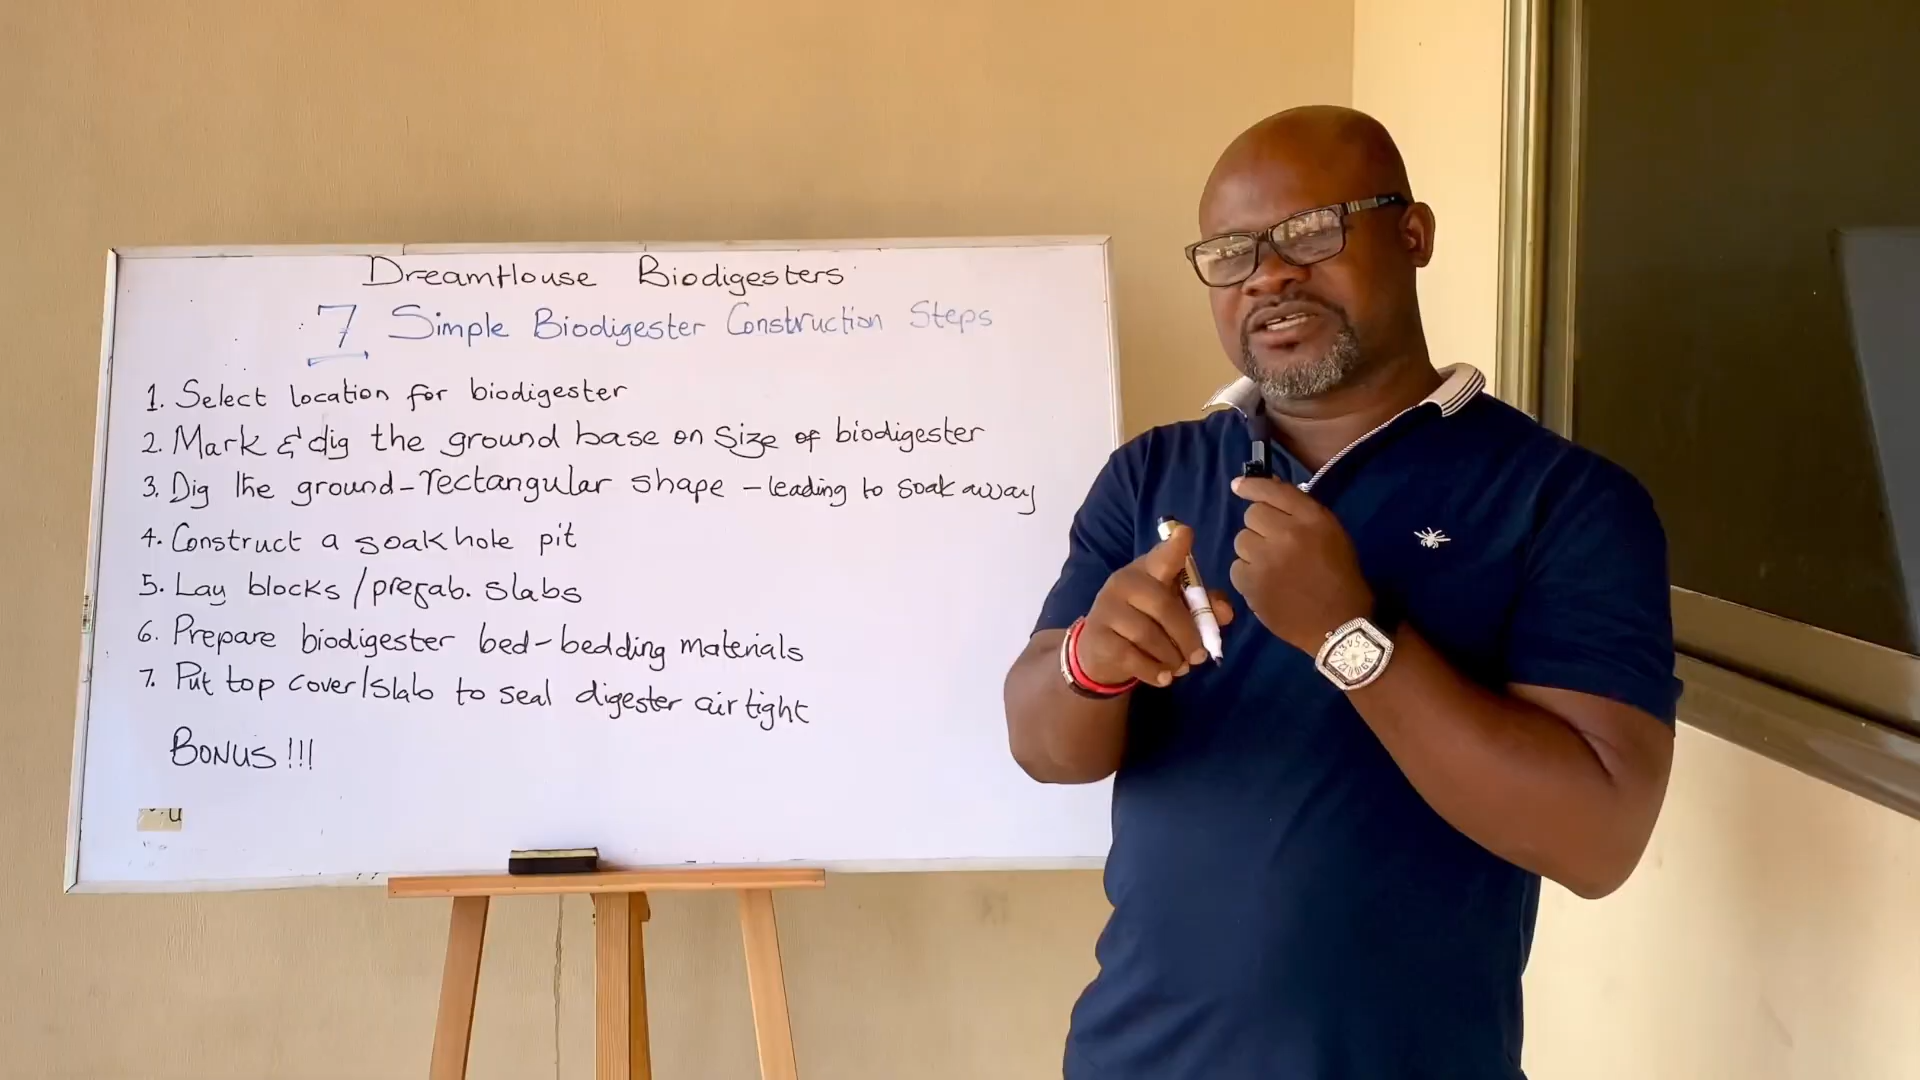 DreamHouse Biodigesters
7 Simple Biodigester Construction Steps
1. Select location for biodigester
2. Mark & dig the ground base on size of biodigester
3. Dig the ground - rectangular shape - leading to soak away
4. Construct a soak hole pit
5. Lay blocks / prefab. slabs
6. Prepare biodigester bed - bedding materials
7. Put top cover/slab to seal digester air tight
BONUS!!!